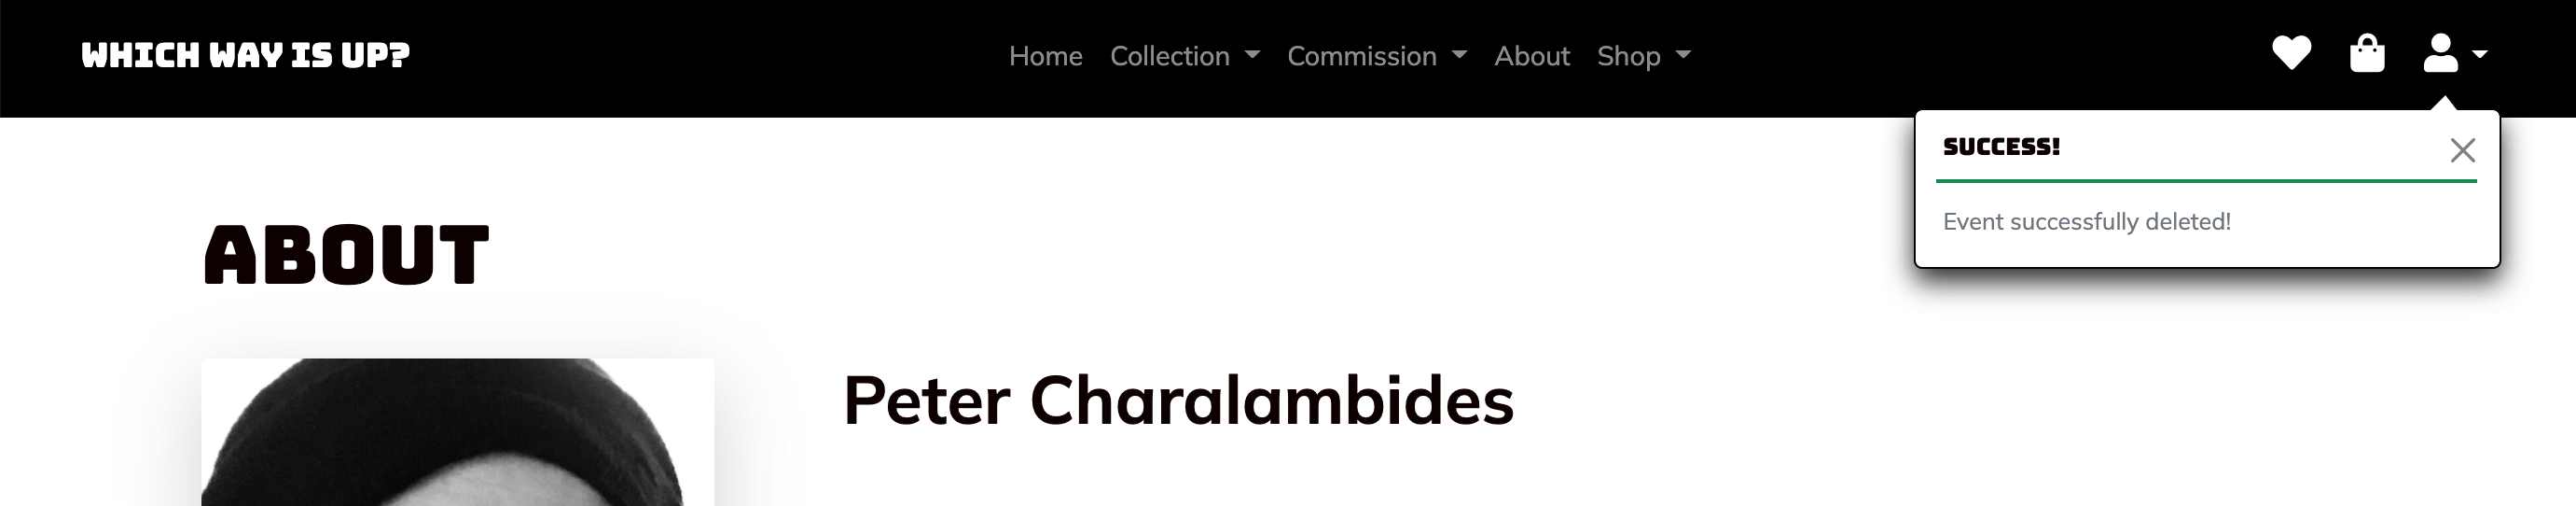 WHICH WAY IS UP?
Home Collection Commission About Shop
SUCCESS!
Event successfully deleted!
ABOUT
Peter Charalambides